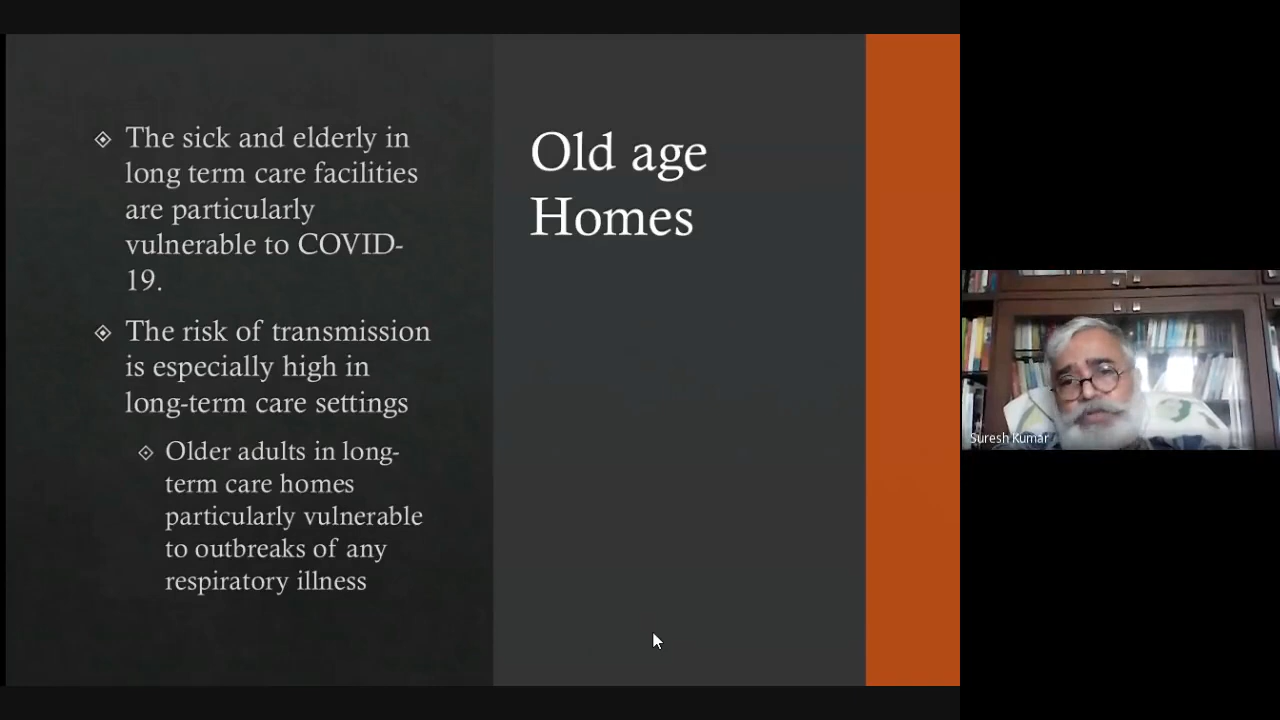 The sick and elderly in
long term care facilities
are particularly
vulnerable to COVID-
19.
The risk of transmission
is especially high in
long-term care settings
Older adults in long-
term care homes
particularly vulnerable
to outbreaks of any
respiratory illness
Old age
Homes
Suresh Kumar